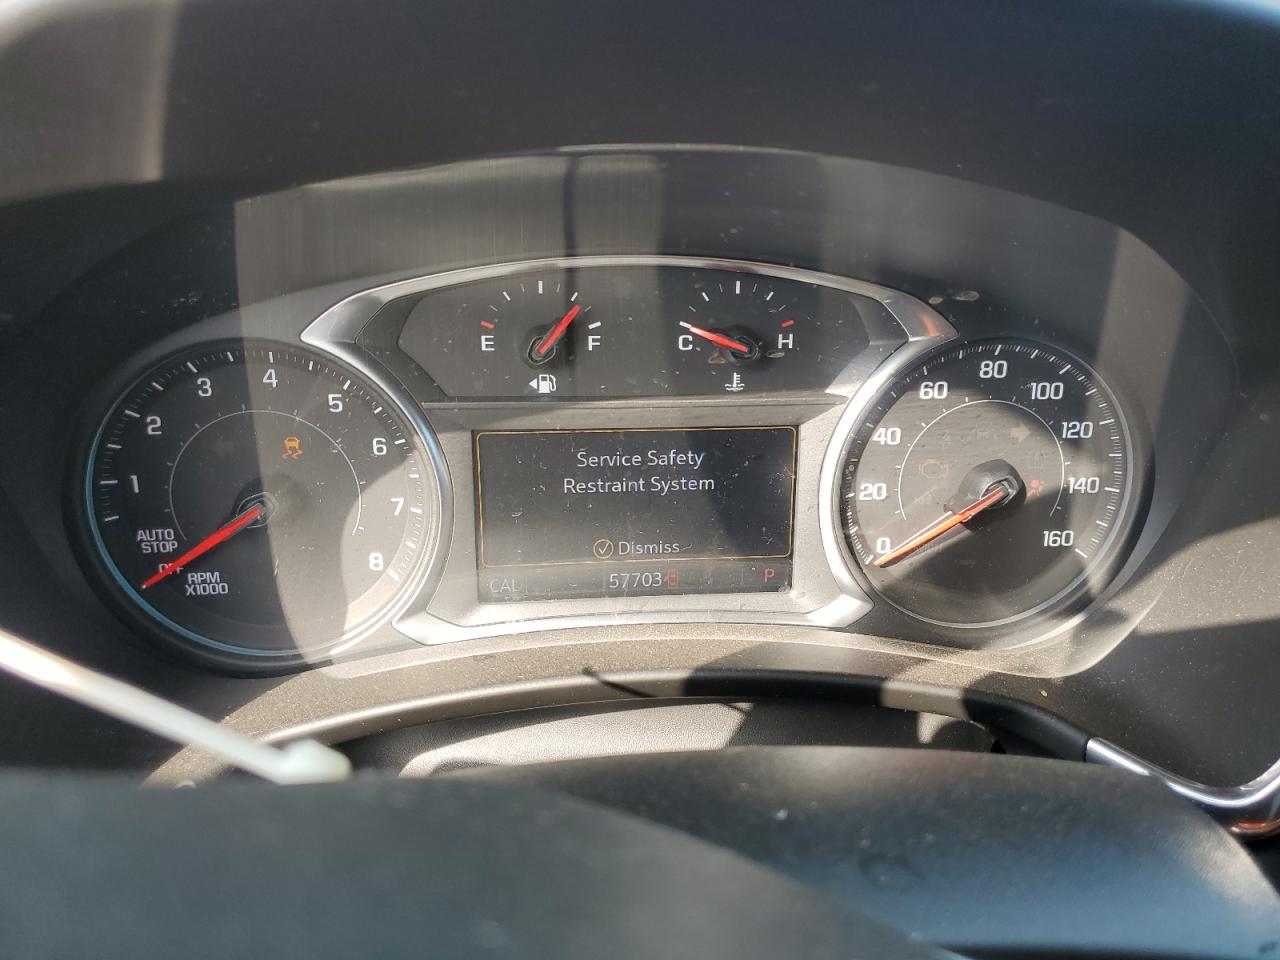 E F
C H
1 2 3 4 5 6 7 8
AUTO
STOP
OFF
RPM
X1000
Service Safety
Restraint System
Dismiss
CAL 57703 P
0 20 40 60 80 100 120 140 160